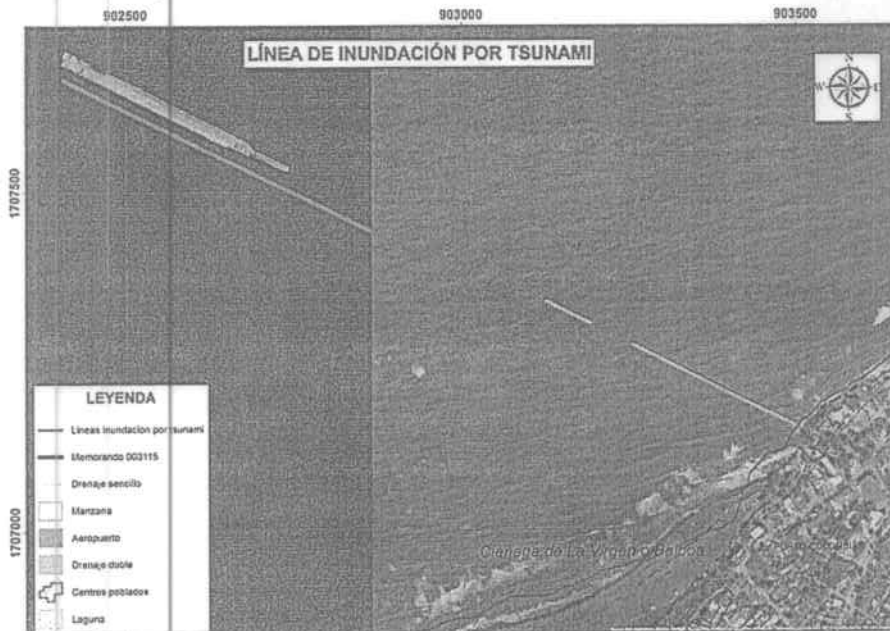 902500
903000
903500
LÍNEA DE INUNDACIÓN POR TSUNAMI
N
W E
S
1707500
1707000
LEYENDA
Lineas inundacion por tsunami
Memorando 003115
Drenaje sencillo
Manzana
Aeropuerto
Drenaje doble
Centros poblados
Laguna
Ciénaga de La Virgen o Balboa